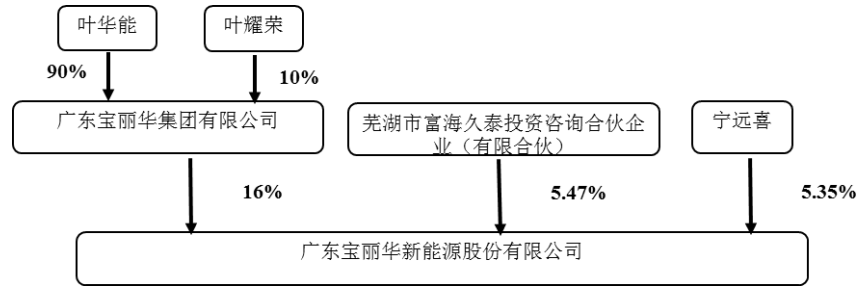 叶华能
叶耀荣
90%
10%
广东宝丽华集团有限公司
芜湖市富海久泰投资咨询合伙企
业（有限合伙）
宁远喜
16%
5.47%
5.35%
广东宝丽华新能源股份有限公司